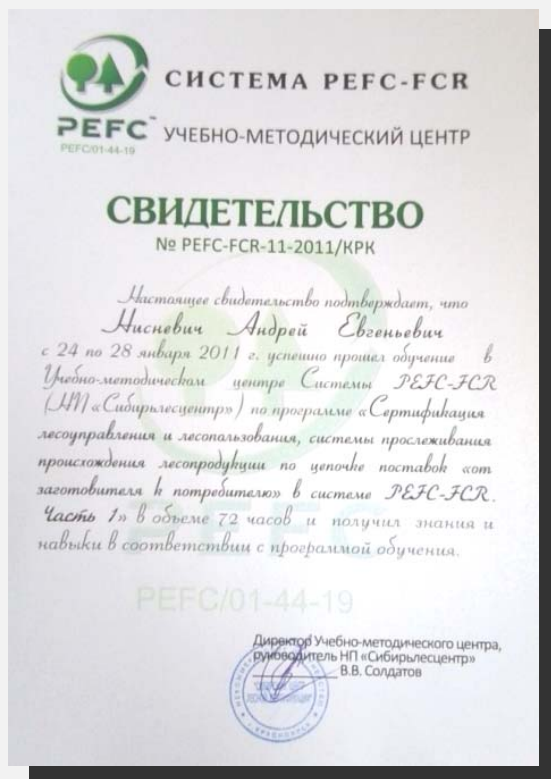 СИСТЕМА PEFC-FCR
PEFC™
PEFC/01-44-19
УЧЕБНО-МЕТОДИЧЕСКИЙ ЦЕНТР
СВИДЕТЕЛЬСТВО
№ PEFC-FCR-11-2011/КРК
Настоящее свидетельство подтверждает, что
Нисневич Андрей Евгеньевич
с 24 по 28 января 2011 г. успешно прошел обучение в
Учебно-методическом центре Системы PEFC-FCR
(НП «Сибирьлесцентр») по программе «Сертификация
лесоуправления и лесопользования, системы прослеживания
происхождения лесопродукции по цепочке поставок «от
заготовителя к потребителю» в системе PEFC-FCR.
Часть 1» в объеме 72 часов и получил знания и
навыки в соответствии с программой обучения.
PEFC
PEFC/01-44-19
Директор Учебно-методического центра,
руководитель НП «Сибирьлесцентр»
В.В. Солдатов